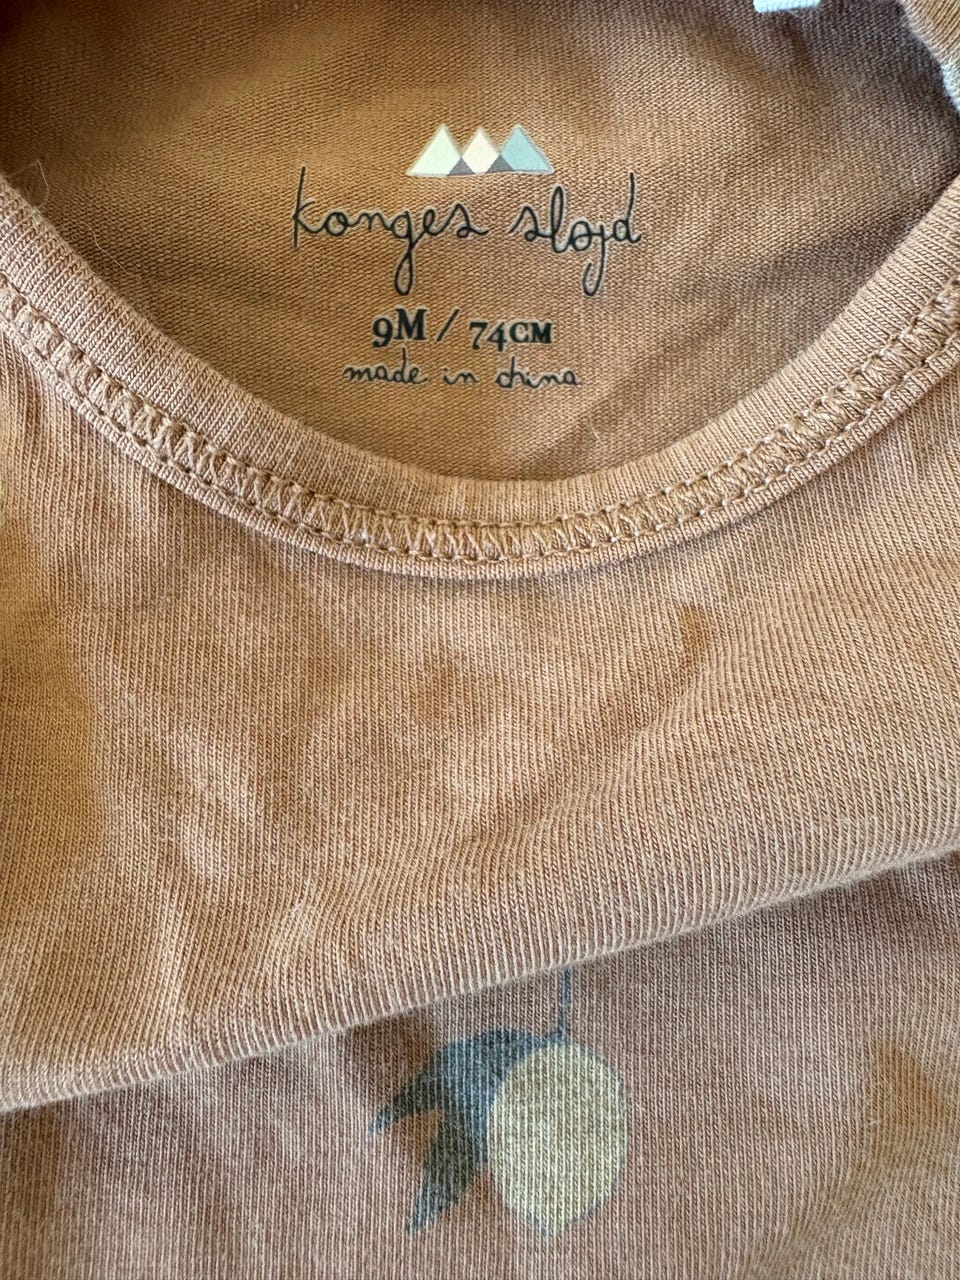 konges sløjd
9M / 74CM
made in china